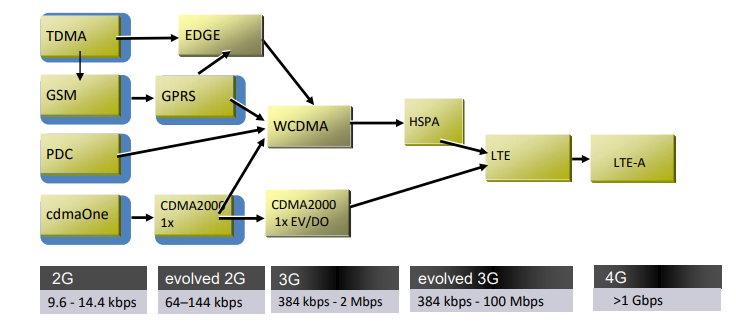 TDMA
EDGE
GSM
GPRS
WCDMA
HSPA
PDC
LTE
LTE-A
cdmaOne
CDMA2000
1x
CDMA2000
1x EV/DO
2G
9.6 - 14.4 kbps
evolved 2G
64–144 kbps
3G
384 kbps - 2 Mbps
evolved 3G
384 kbps - 100 Mbps
4G
>1 Gbps